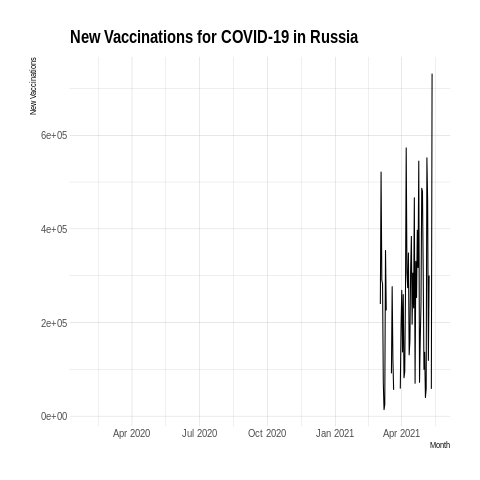 New Vaccinations for COVID-19 in Russia
New Vaccinations
6e+05
4e+05
2e+05
0e+00
Apr 2020 Jul 2020 Oct 2020 Jan 2021 Apr 2021
Month